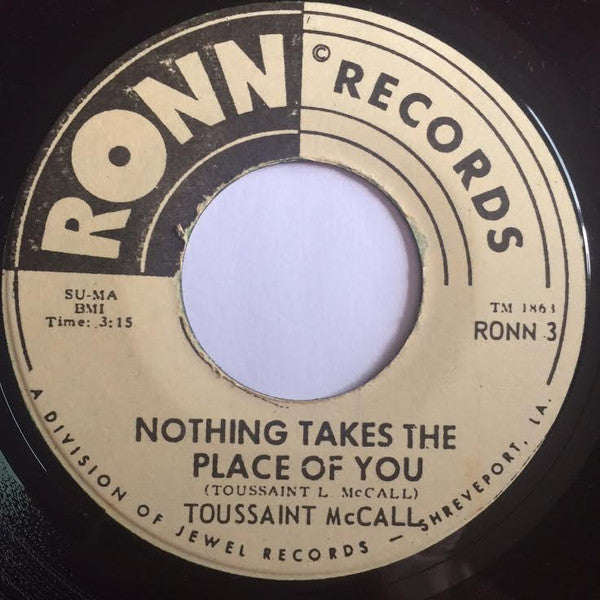 RONN
© RECORDS
SU-MA
BMI
Time: 3:15
TM 1863
RONN 3
NOTHING TAKES THE
PLACE OF YOU
(TOUSSAINT L. McCALL)
TOUSSAINT McCALL
A DIVISION OF JEWEL RECORDS — SHREVEPORT, LA.